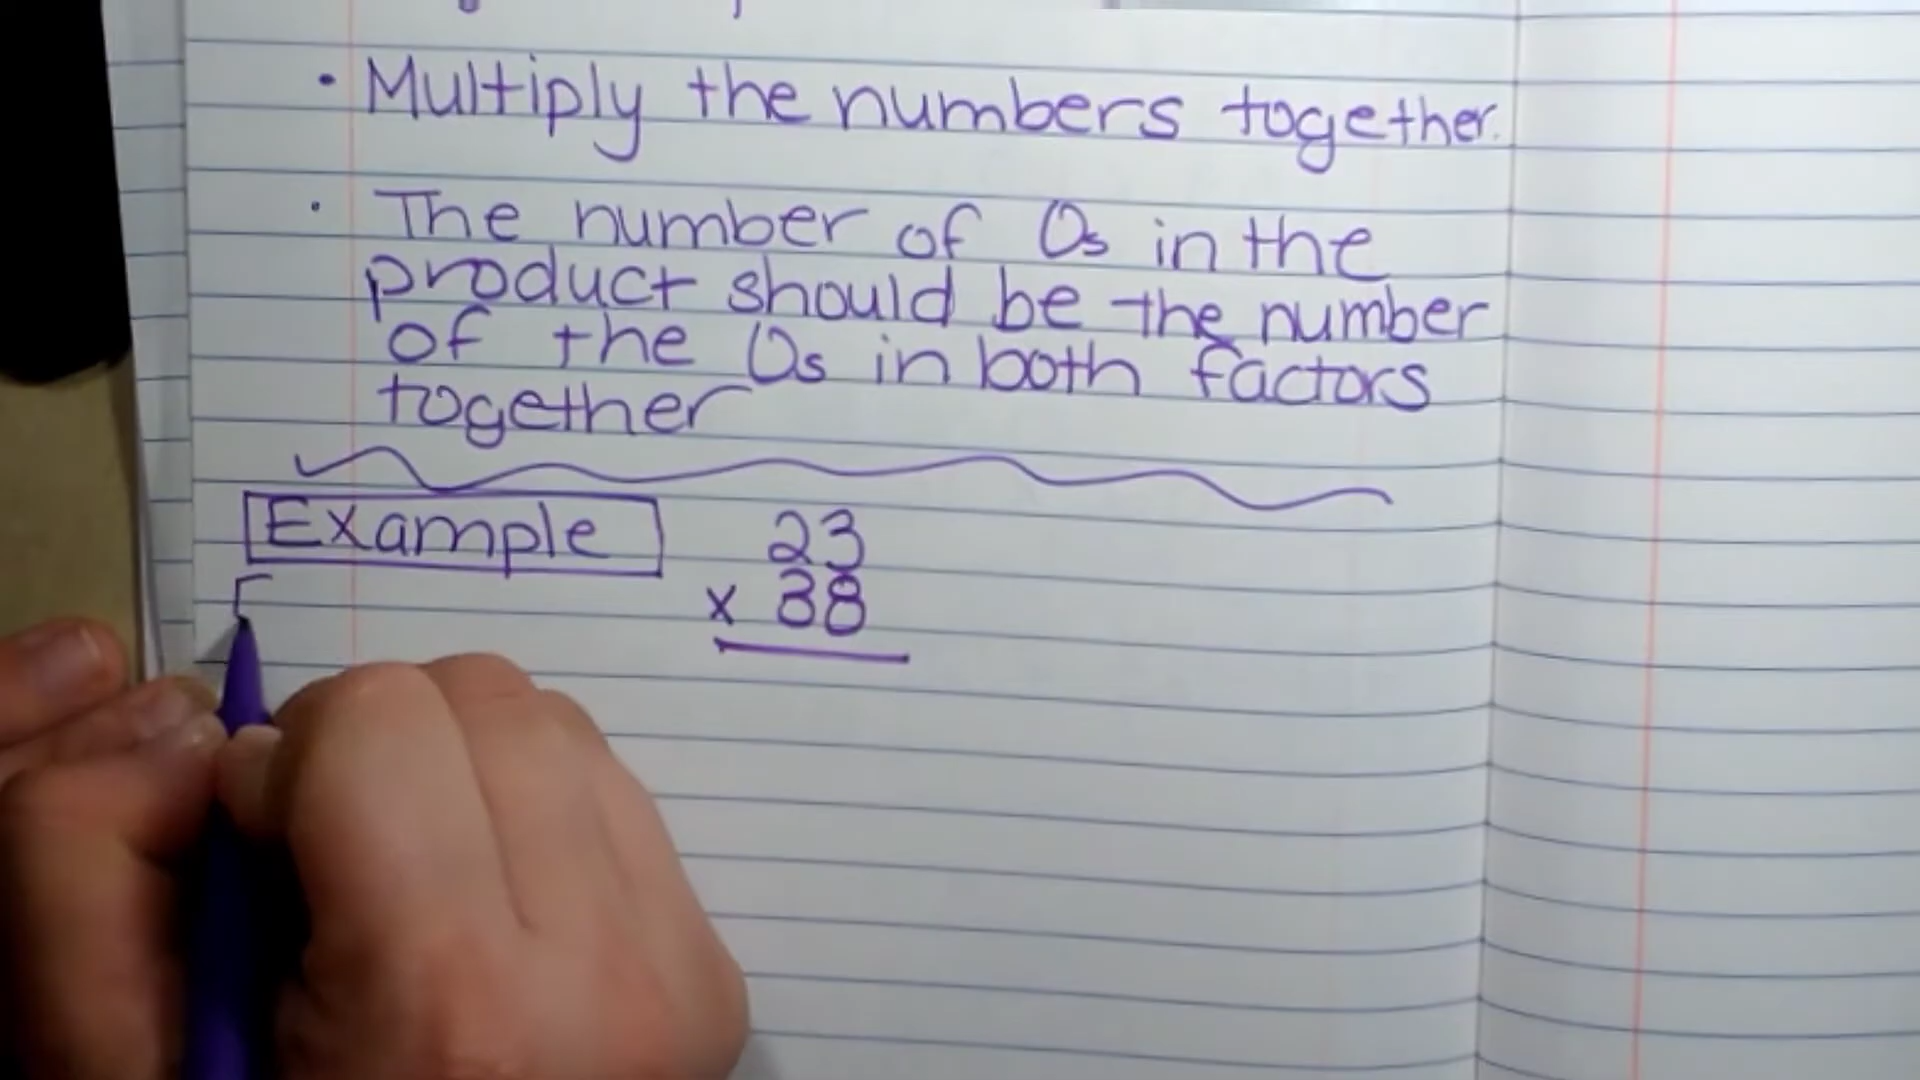 • Multiply the numbers together.
• The number of 0s in the
product should be the number
of the 0s in both factors
together
Example
23
x 38